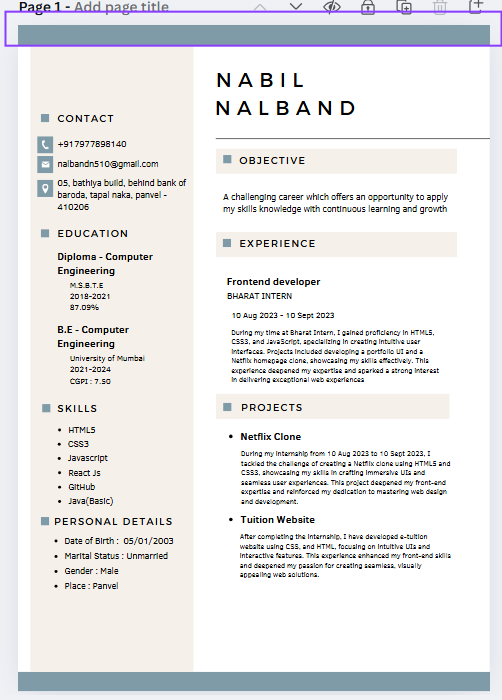 Page 1 - Add page title
NABIL
NALBAND
CONTACT
+917977898140
nalbandn510@gmail.com
05, bathiya build, behind bank of
baroda, tapal naka, panvel -
410206
EDUCATION
Diploma - Computer
Engineering
M.S.B.T.E
2018-2021
87.09%
B.E - Computer
Engineering
University of Mumbai
2021-2024
CGPI : 7.50
SKILLS
HTML5
CSS3
Javascript
React Js
GitHub
Java(Basic)
PERSONAL DETAILS
Date of Birth : 05/01/2003
Marital Status : Unmarried
Gender : Male
Place : Panvel
OBJECTIVE
A challenging career which offers an opportunity to apply
my skills knowledge with continuous learning and growth
EXPERIENCE
Frontend developer
BHARAT INTERN
10 Aug 2023 - 10 Sept 2023
During my time at Bharat Intern, I gained proficiency in HTML5,
CSS3, and JavaScript, specializing in creating intuitive user
interfaces. Projects included developing a portfolio UI and a
Netflix homepage clone, showcasing my skills effectively. This
experience deepened my expertise and sparked a strong interest
in delivering exceptional web experiences
PROJECTS
Netflix Clone
During my internship from 10 Aug 2023 to 10 Sept 2023, I
tackled the challenge of creating a Netflix clone using HTML5 and
CSS3, showcasing my skills in crafting immersive UIs and
seamless user experiences. This project deepened my front-end
expertise and reinforced my dedication to mastering web design
and development.
Tuition Website
After completing the internship, I have developed e-tuition
website using CSS, and HTML, focusing on intuitive UIs and
interactive features. This experience enhanced my front-end skills
and deepened my passion for creating seamless, visually
appealing web solutions.